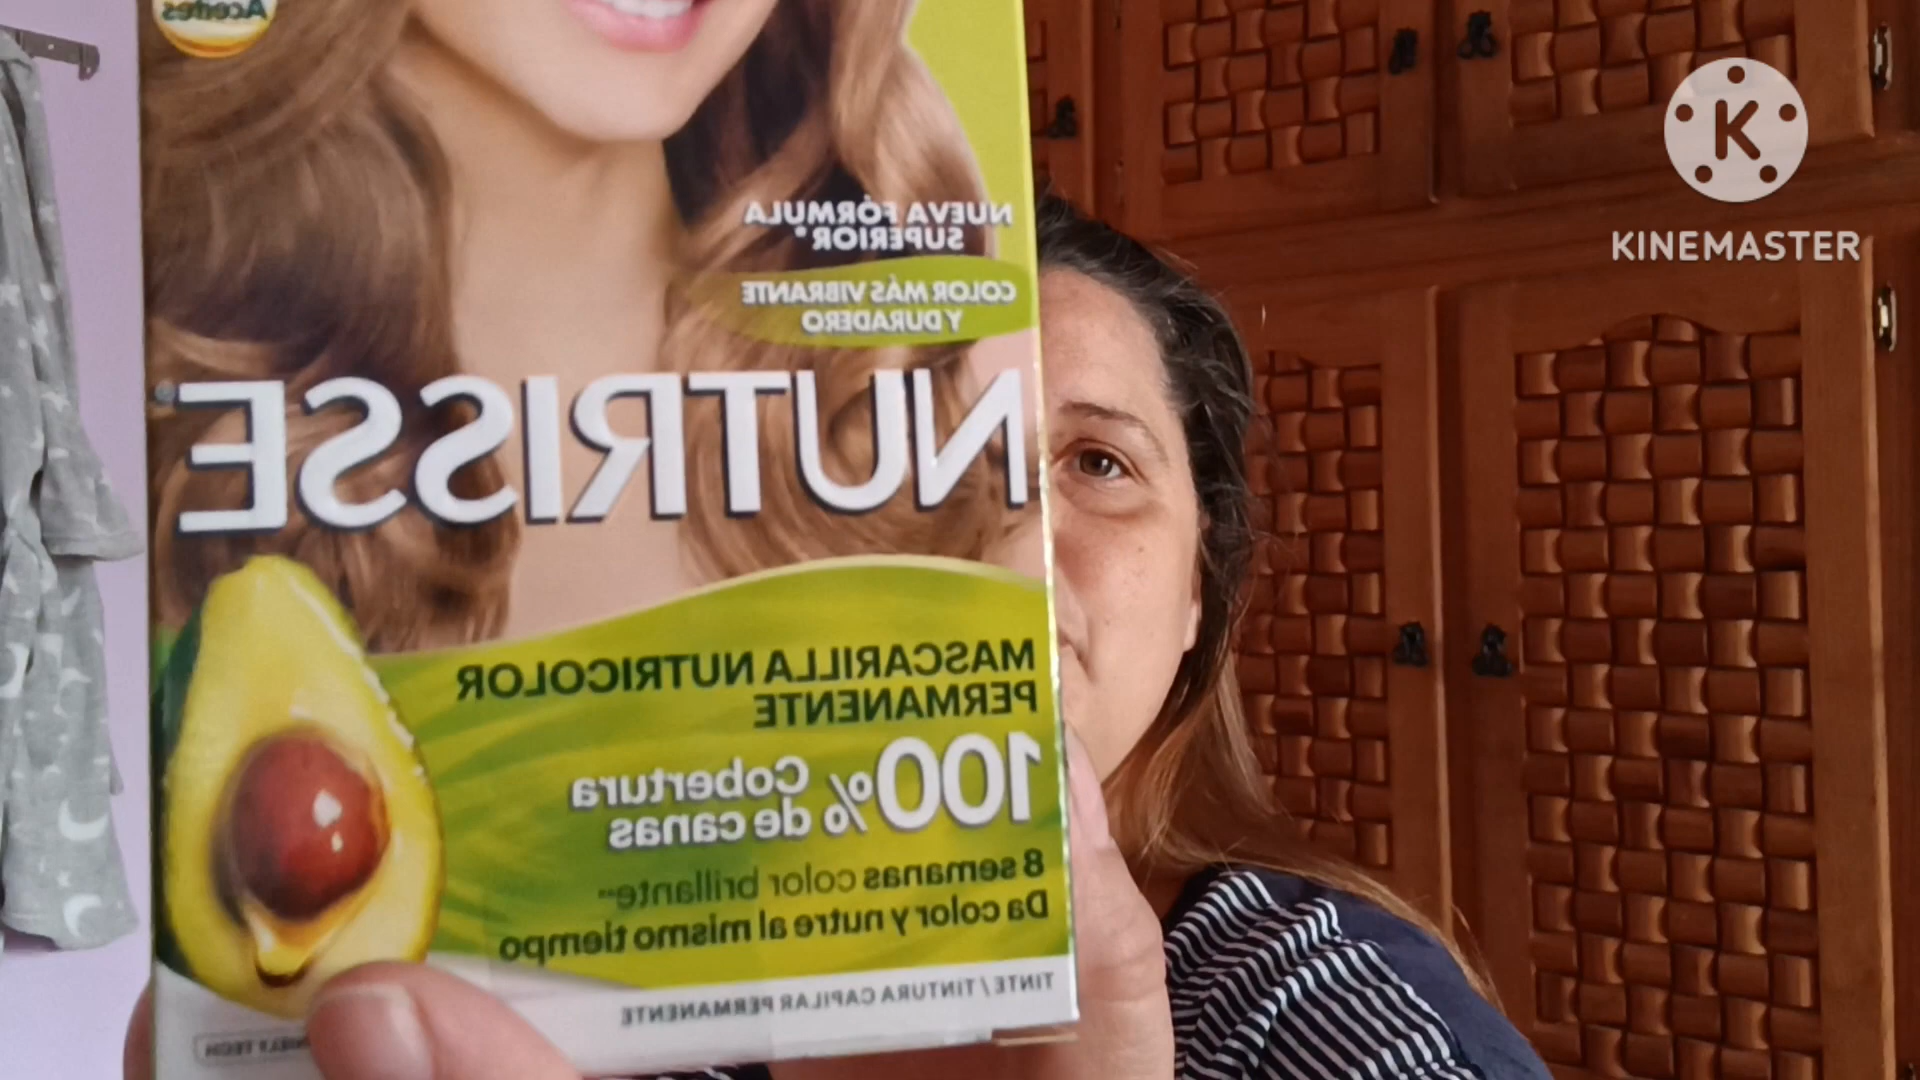 Aceites
NUEVA FÓRMULA
SUPERIOR*
COLOR MÁS VIBRANTE
Y DURADERO
NUTRISSE®
MASCARILLA NUTRICOLOR
PERMANENTE
100% Cobertura
de canas
8 semanas color brillante**
Da color y nutre al mismo tiempo
TINTE / TINTURA CAPILAR PERMANENTE
K
KINEMASTER